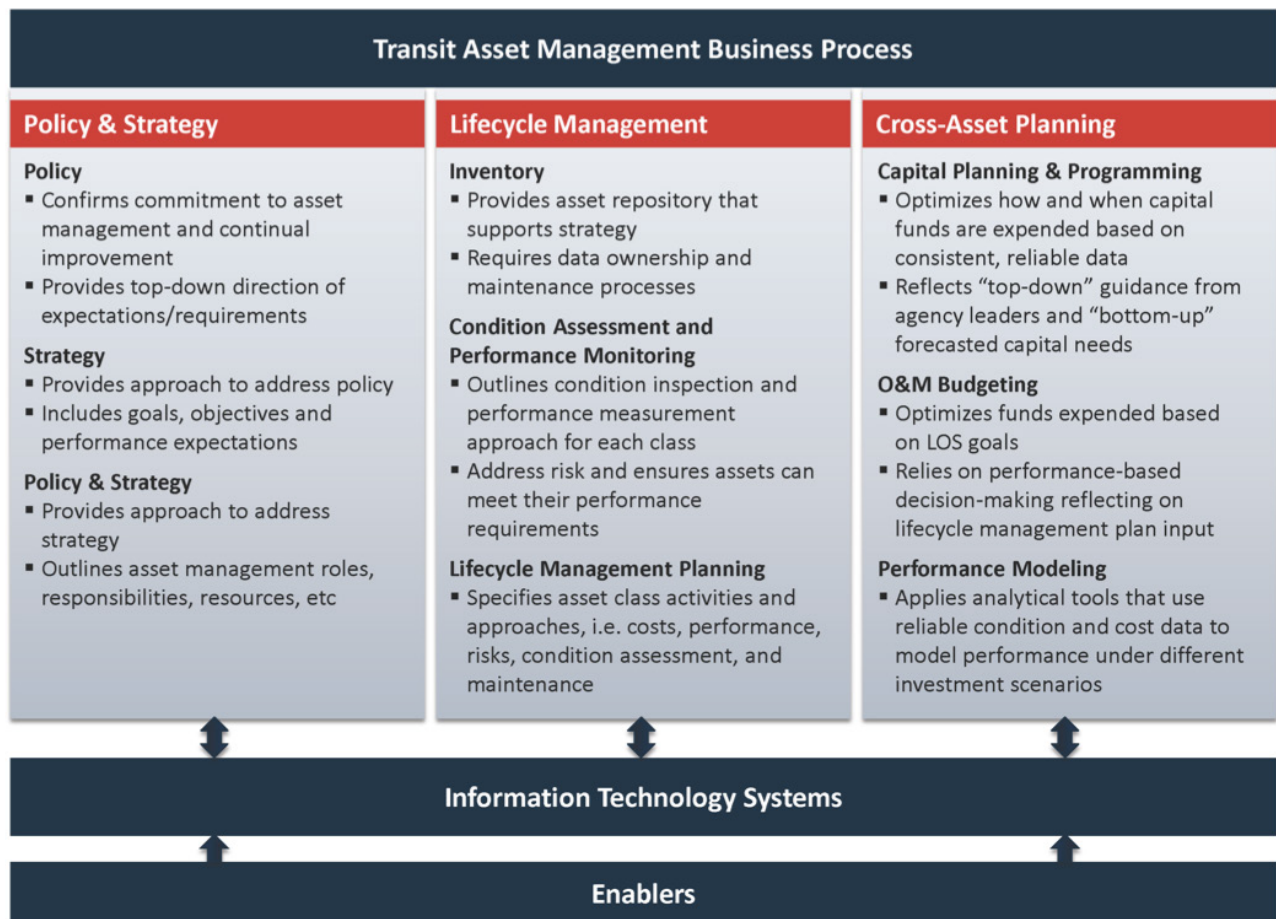 Transit Asset Management Business Process
Policy & Strategy
Policy
▪ Confirms commitment to asset
management and continual
improvement
▪ Provides top-down direction of
expectations/requirements
Strategy
▪ Provides approach to address policy
▪ Includes goals, objectives and
performance expectations
Policy & Strategy
▪ Provides approach to address
strategy
▪ Outlines asset management roles,
responsibilities, resources, etc
Lifecycle Management
Inventory
▪ Provides asset repository that
supports strategy
▪ Requires data ownership and
maintenance processes
Condition Assessment and
Performance Monitoring
▪ Outlines condition inspection and
performance measurement
approach for each class
▪ Address risk and ensures assets can
meet their performance
requirements
Lifecycle Management Planning
▪ Specifies asset class activities and
approaches, i.e. costs, performance,
risks, condition assessment, and
maintenance
Cross-Asset Planning
Capital Planning & Programming
▪ Optimizes how and when capital
funds are expended based on
consistent, reliable data
▪ Reflects “top-down” guidance from
agency leaders and “bottom-up”
forecasted capital needs
O&M Budgeting
▪ Optimizes funds expended based
on LOS goals
▪ Relies on performance-based
decision-making reflecting on
lifecycle management plan input
Performance Modeling
▪ Applies analytical tools that use
reliable condition and cost data to
model performance under different
investment scenarios
Information Technology Systems
Enablers